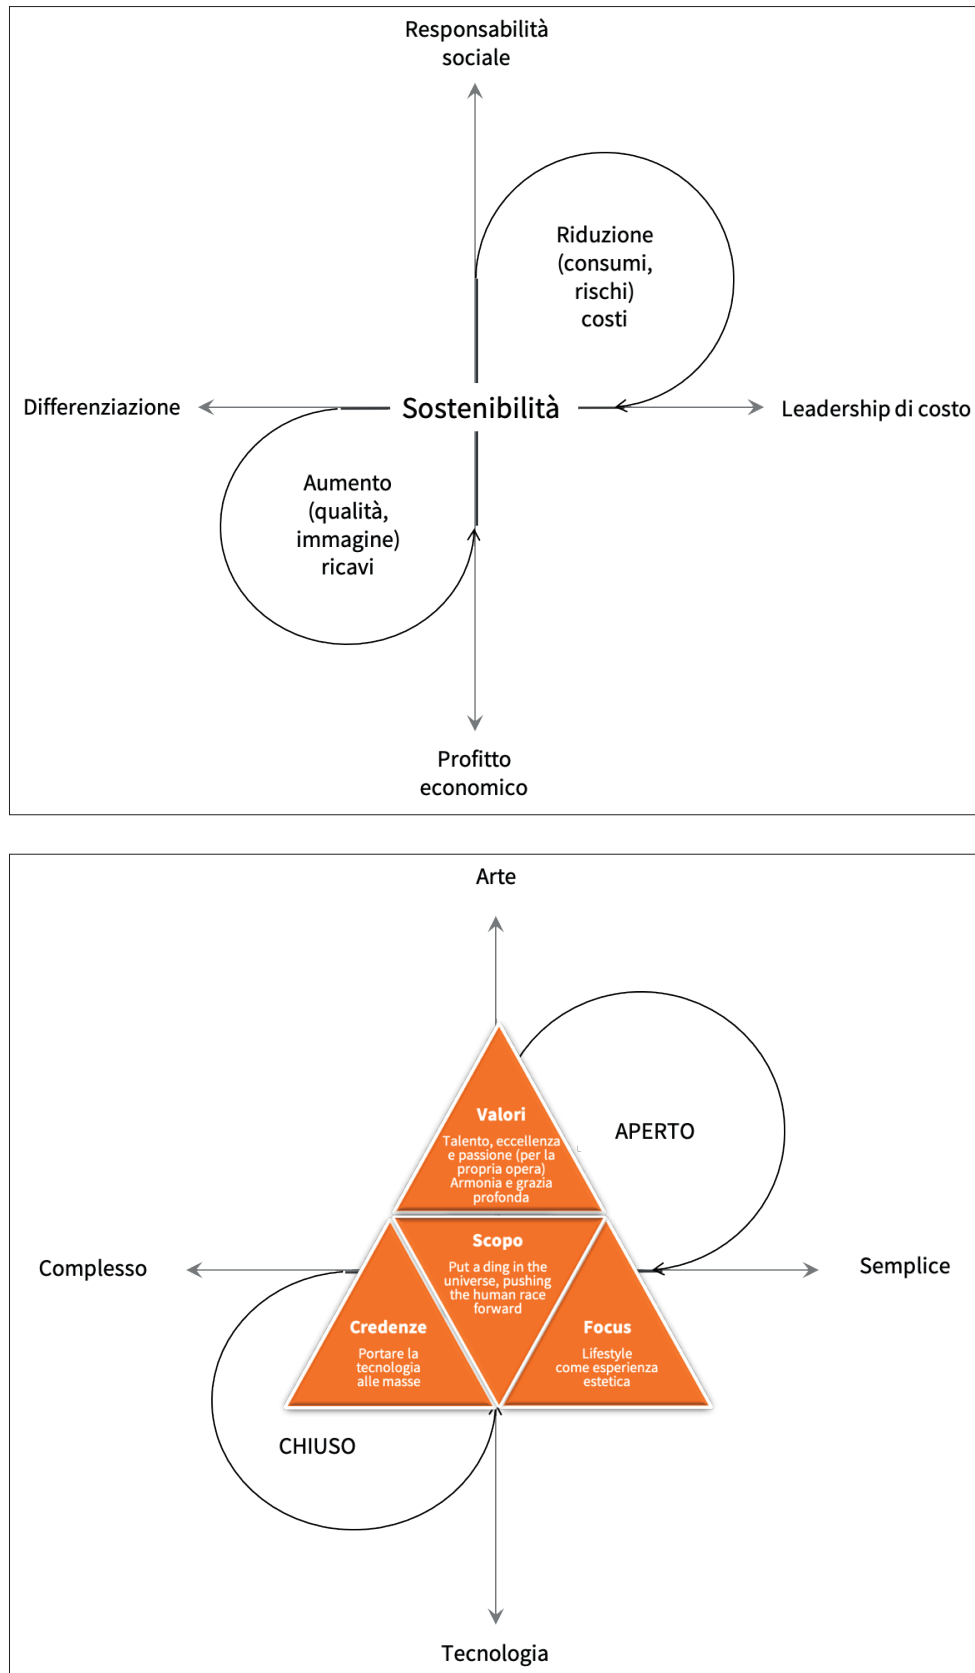 Responsabilità
sociale
Riduzione
(consumi,
rischi)
costi
Differenziazione
Sostenibilità
Leadership di costo
Aumento
(qualità,
immagine)
ricavi
Profitto
economico
Arte
Valori
Talento, eccellenza
e passione (per la
propria opera)
Armonia e grazia
profonda
APERTO
Complesso
Scopo
Put a ding in the
universe, pushing
the human race
forward
Semplice
Credenze
Portare la
tecnologia
alle masse
Focus
Lifestyle
come esperienza
estetica
CHIUSO
Tecnologia